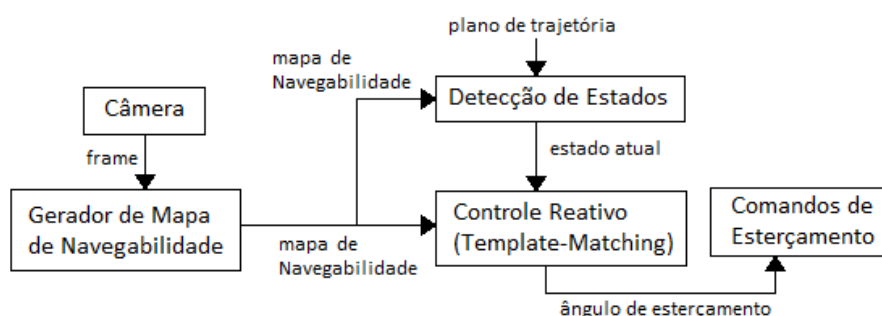 plano de trajetória
mapa de
Navegabilidade
Detecção de Estados
Câmera
frame
estado atual
Gerador de Mapa
de Navegabilidade
mapa de
Navegabilidade
Controle Reativo
(Template-Matching)
Comandos de
Esterçamento
ângulo de esterçamento